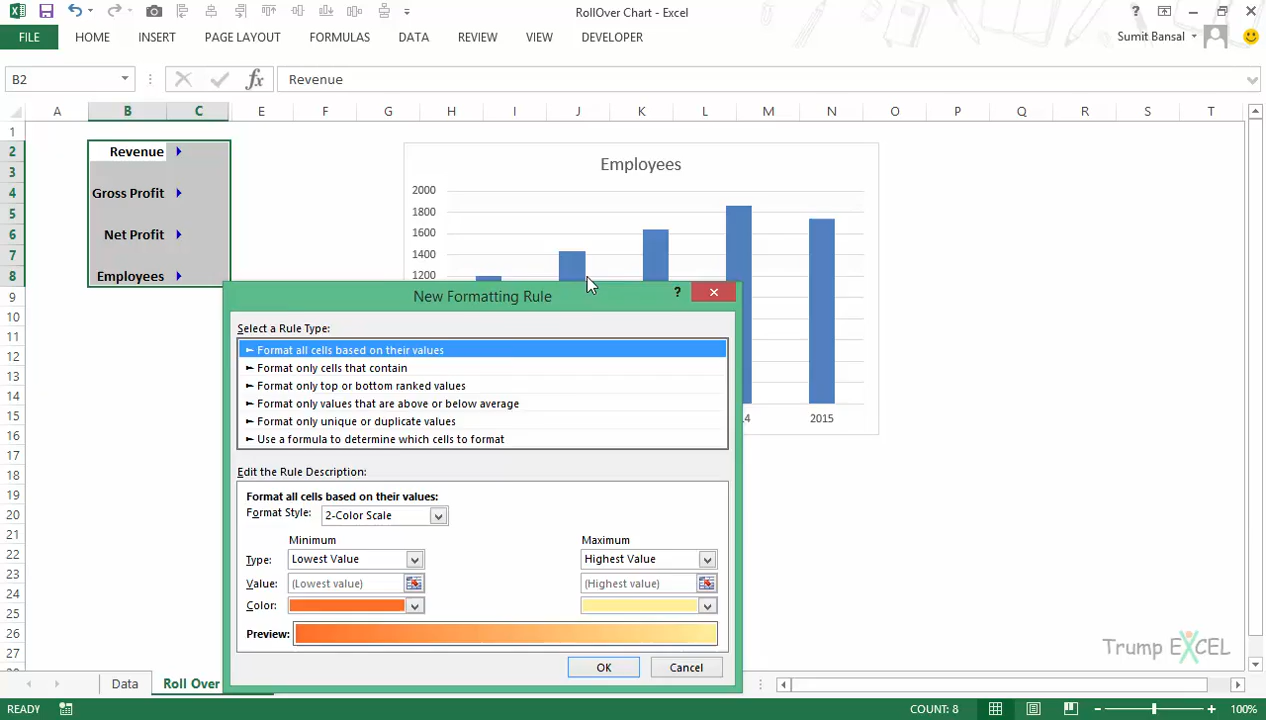 RollOver Chart - Excel
FILE HOME INSERT PAGE LAYOUT FORMULAS DATA REVIEW VIEW DEVELOPER Sumit Bansal
B2 fx Revenue
A B C E F G H I J K L M N O P Q R S T
1
2 Revenue
3
4 Gross Profit
5
6 Net Profit
7
8 Employees
9
10
11
12
13
14
15
16
17
18
19
20
21
22
23
24
25
26
27
Employees
2000
1800
1600
1400
1200
4 2015
New Formatting Rule ?
Select a Rule Type:
► Format all cells based on their values
► Format only cells that contain
► Format only top or bottom ranked values
► Format only values that are above or below average
► Format only unique or duplicate values
► Use a formula to determine which cells to format
Edit the Rule Description:
Format all cells based on their values:
Format Style: 2-Color Scale
Minimum Maximum
Type: Lowest Value Highest Value
Value: (Lowest value) (Highest value)
Color:
Preview:
OK Cancel
Trump EXCEL
Data Roll Over
READY COUNT: 8 100%